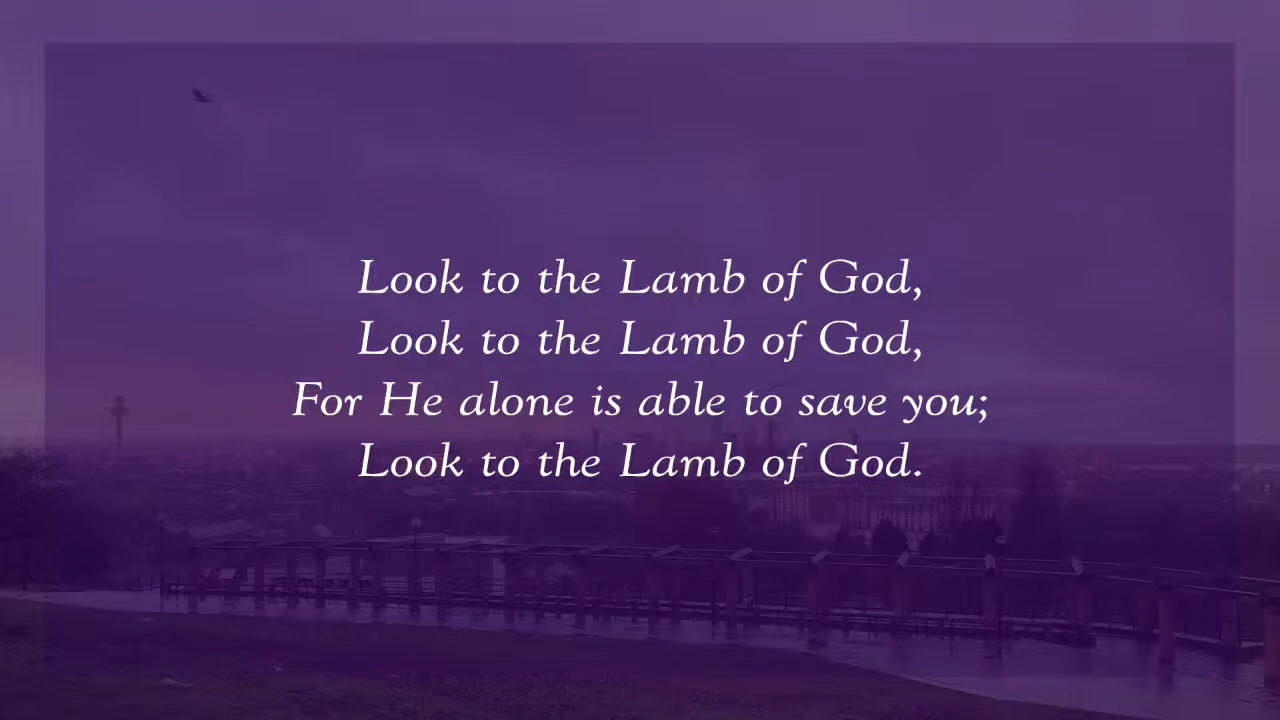 Look to the Lamb of God,
Look to the Lamb of God,
For He alone is able to save you;
Look to the Lamb of God.